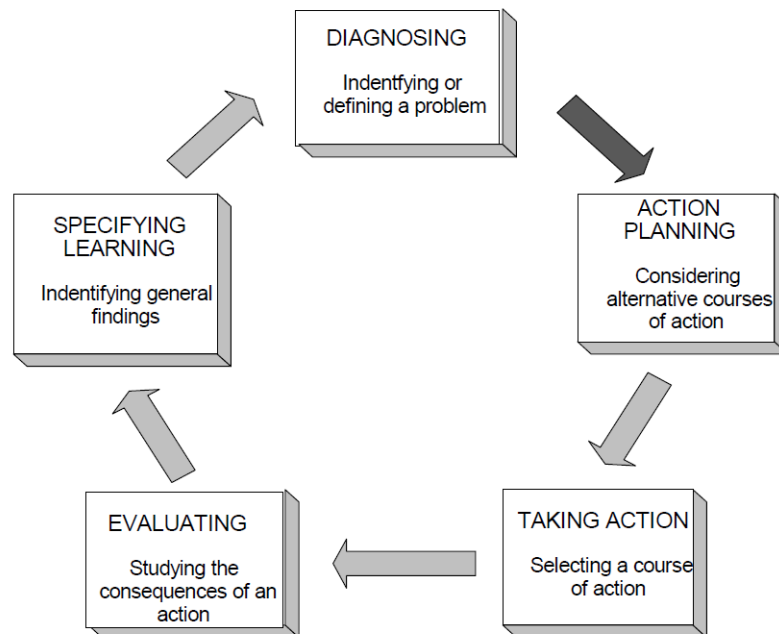 DIAGNOSING
Indentfying or
defining a problem
ACTION
PLANNING
Considering
alternative courses
of action
TAKING ACTION
Selecting a course
of action
EVALUATING
Studying the
consequences of an
action
SPECIFYING
LEARNING
Indentifying general
findings